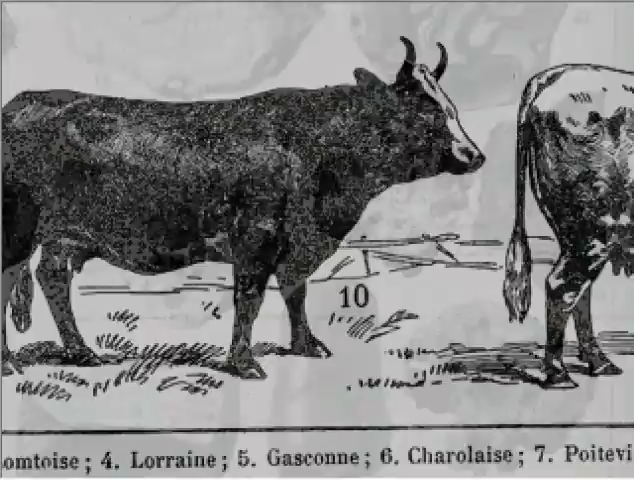 10
omtoise ; 4. Lorraine ; 5. Gasconne ; 6. Charolaise ; 7. Poitevi